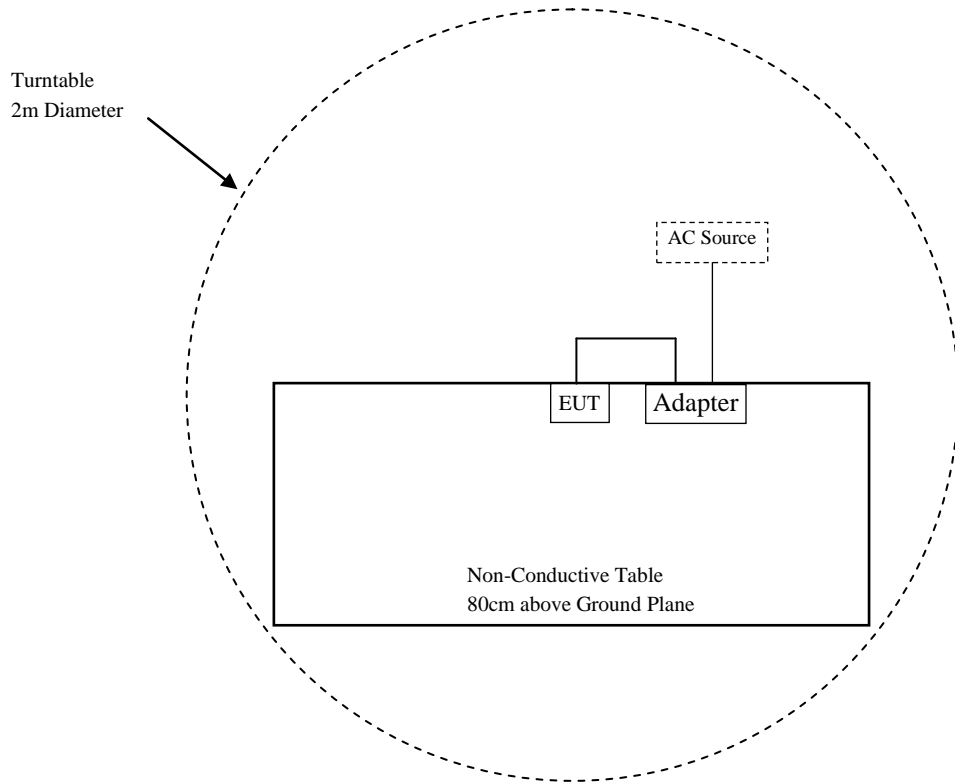 Turntable
2m Diameter
AC Source
EUT
Adapter
Non-Conductive Table
80cm above Ground Plane